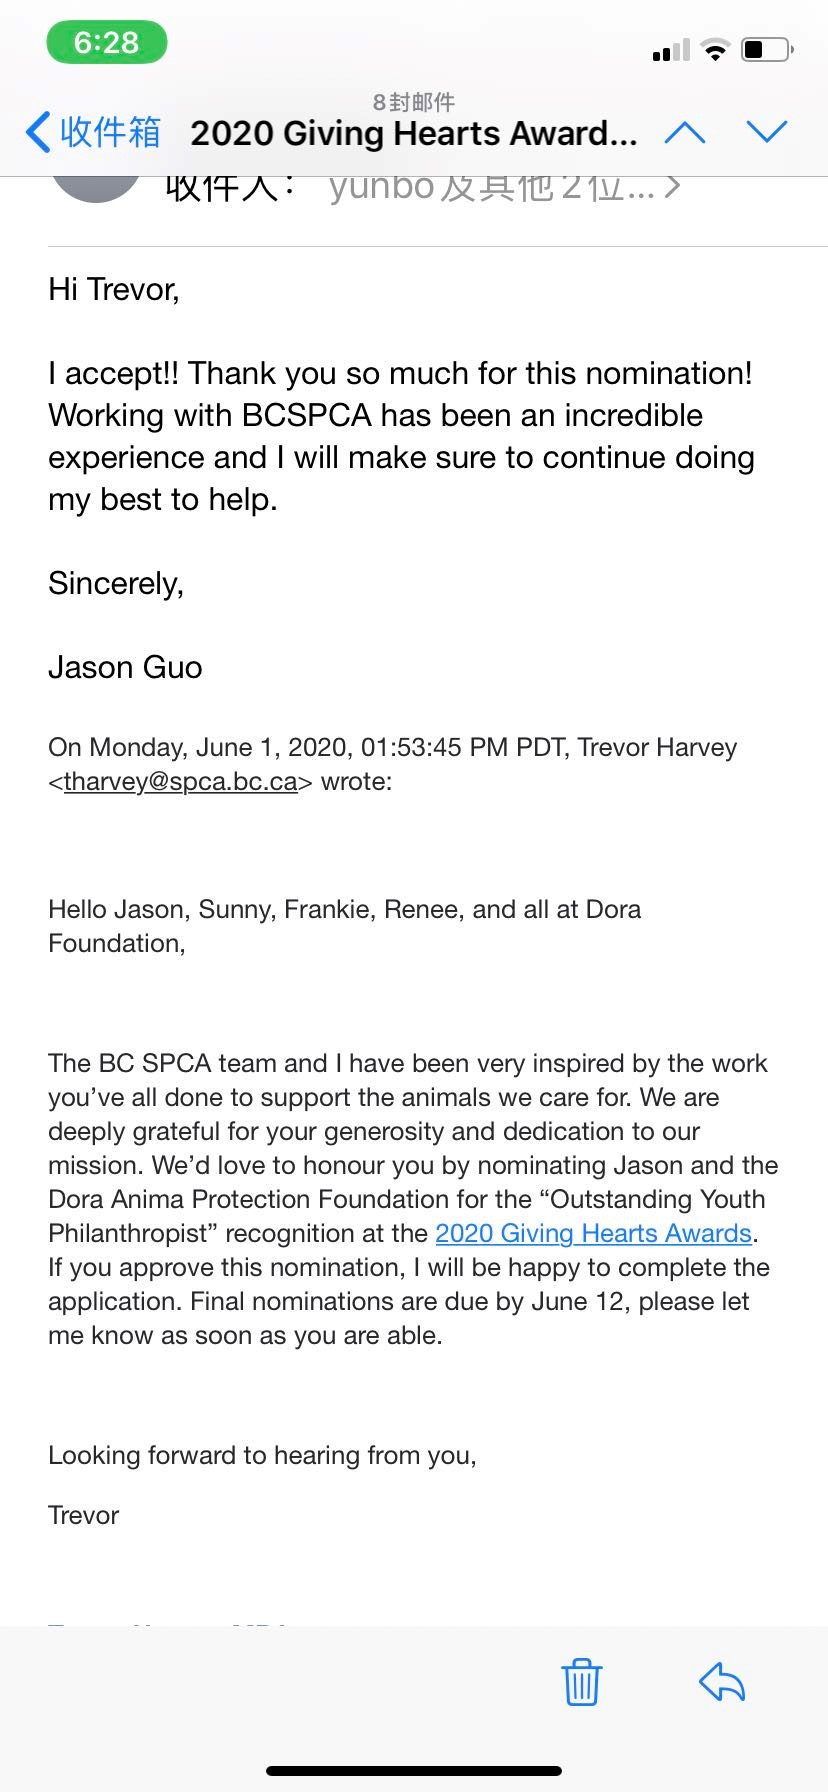 6:28
8封邮件
收件箱
2020 Giving Hearts Award...
收件人： yunbo及其他2位...
Hi Trevor,
I accept!! Thank you so much for this nomination!
Working with BCSPCA has been an incredible
experience and I will make sure to continue doing
my best to help.
Sincerely,
Jason Guo
On Monday, June 1, 2020, 01:53:45 PM PDT, Trevor Harvey
<tharvey@spca.bc.ca> wrote:
Hello Jason, Sunny, Frankie, Renee, and all at Dora
Foundation,
The BC SPCA team and I have been very inspired by the work
you’ve all done to support the animals we care for. We are
deeply grateful for your generosity and dedication to our
mission. We’d love to honour you by nominating Jason and the
Dora Anima Protection Foundation for the “Outstanding Youth
Philanthropist” recognition at the 2020 Giving Hearts Awards.
If you approve this nomination, I will be happy to complete the
application. Final nominations are due by June 12, please let
me know as soon as you are able.
Looking forward to hearing from you,
Trevor